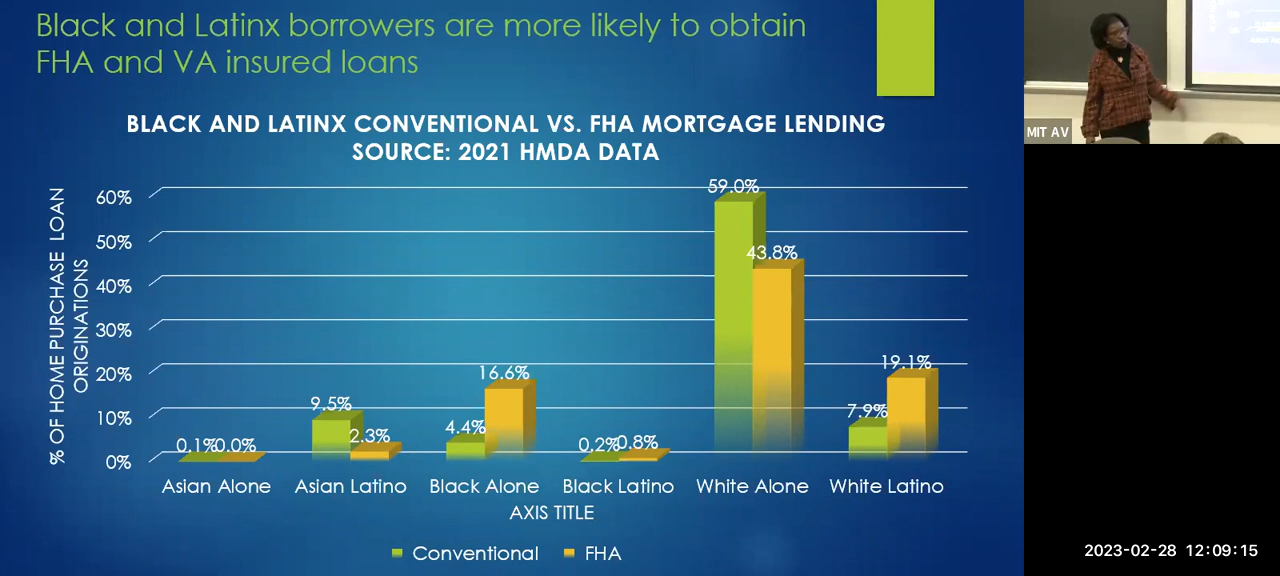 Black and Latinx borrowers are more likely to obtain
FHA and VA insured loans
BLACK AND LATINX CONVENTIONAL VS. FHA MORTGAGE LENDING
SOURCE: 2021 HMDA DATA
% OF HOME PURCHASE LOAN
ORIGINATIONS
60%
50%
40%
30%
20%
10%
0%
0.1%
0.0%
9.5%
2.3%
4.4%
16.6%
0.2%
0.8%
59.0%
43.8%
7.9%
19.1%
Asian Alone
Asian Latino
Black Alone
Black Latino
White Alone
White Latino
AXIS TITLE
Conventional
FHA
MIT AV
2023-02-28 12:09:15